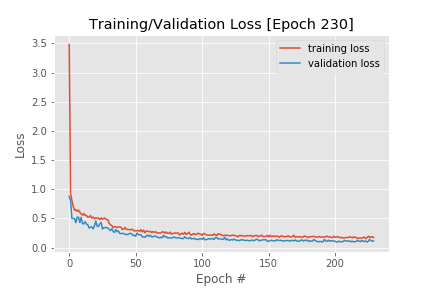 Training/Validation Loss [Epoch 230]
training loss
validation loss
3.5
3.0
2.5
2.0
1.5
1.0
0.5
0.0
Loss
0
50
100
150
200
Epoch #